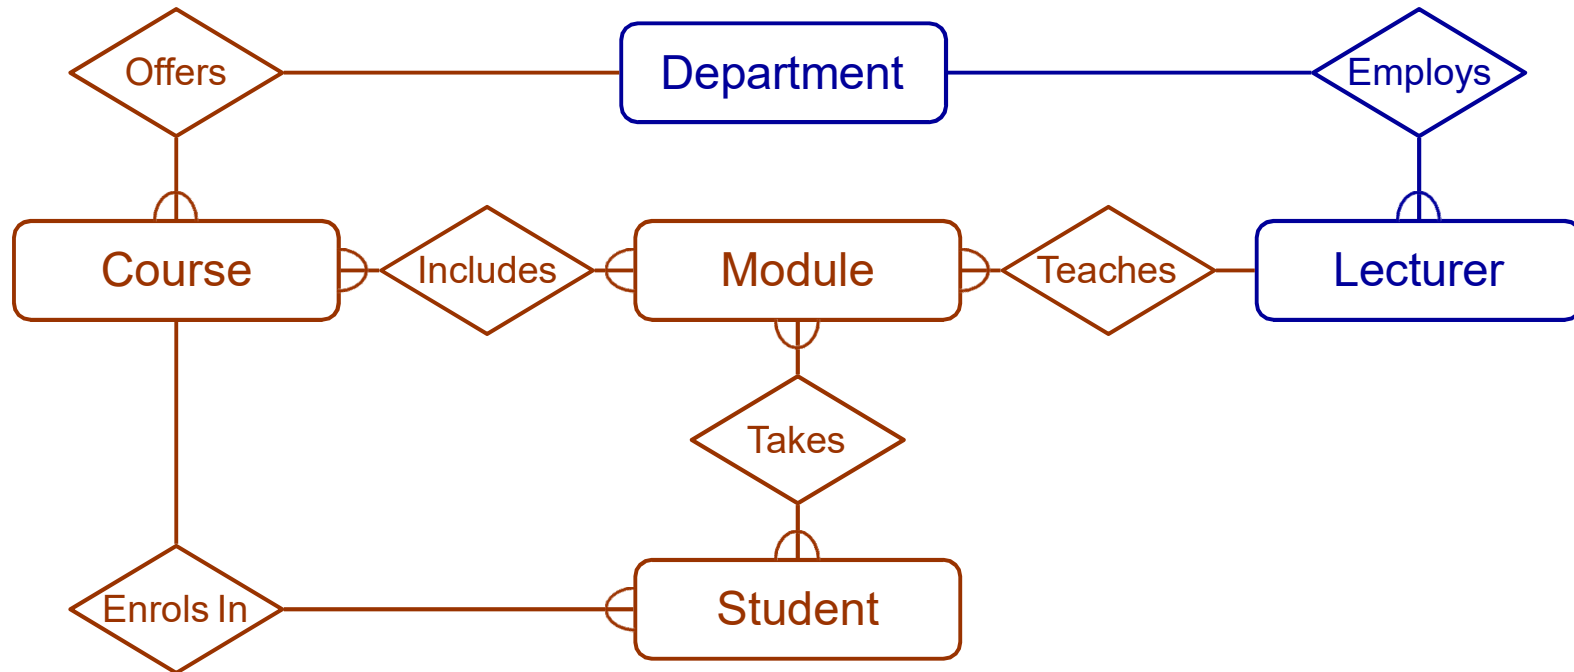 Offers
Department
Employs
Course
Includes
Module
Teaches
Lecturer
Takes
Enrols In
Student